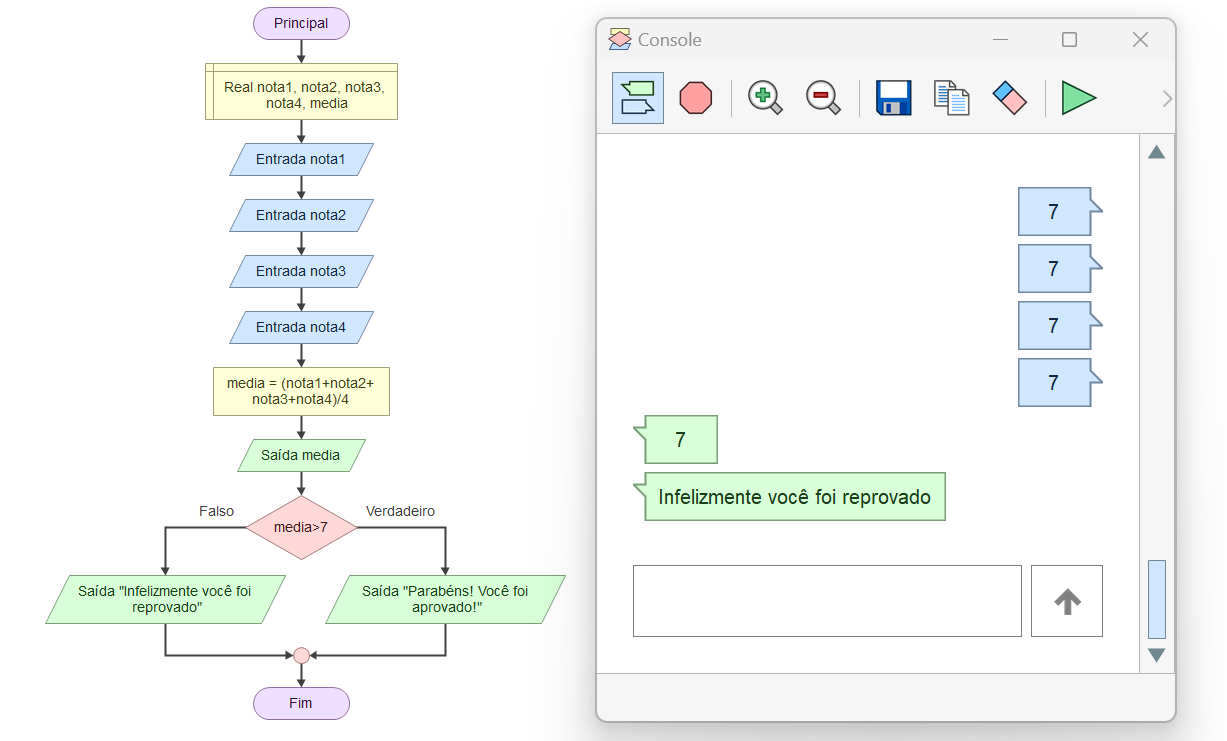 Principal
Real nota1, nota2, nota3,
nota4, media
Entrada nota1
Entrada nota2
Entrada nota3
Entrada nota4
media = (nota1+nota2+
nota3+nota4)/4
Saída media
Falso
media>7
Verdadeiro
Saída "Infelizmente você foi
reprovado"
Saída "Parabéns! Você foi
aprovado!"
Fim
Console
7
7
7
7
7
Infelizmente você foi reprovado